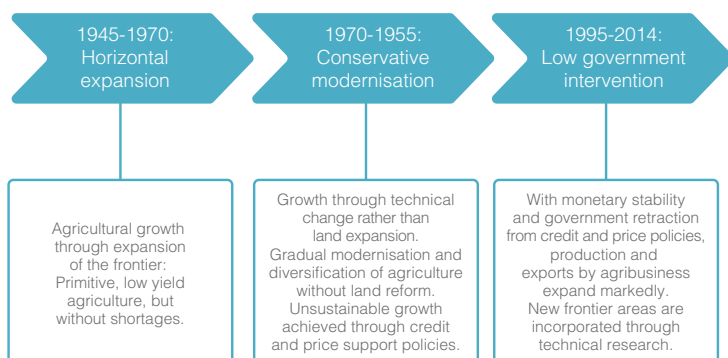 1945-1970:
Horizontal
expansion
1970-1955:
Conservative
modernisation
1995-2014:
Low government
intervention
Agricultural growth
through expansion
of the frontier:
Primitive, low yield
agriculture, but
without shortages.
Growth through technical
change rather than
land expansion.
Gradual modernisation and
diversification of agriculture
without land reform.
Unsustainable growth
achieved through credit
and price support policies.
With monetary stability
and government retraction
from credit and price policies,
production and
exports by agribusiness
expand markedly.
New frontier areas are
incorporated through
technical research.